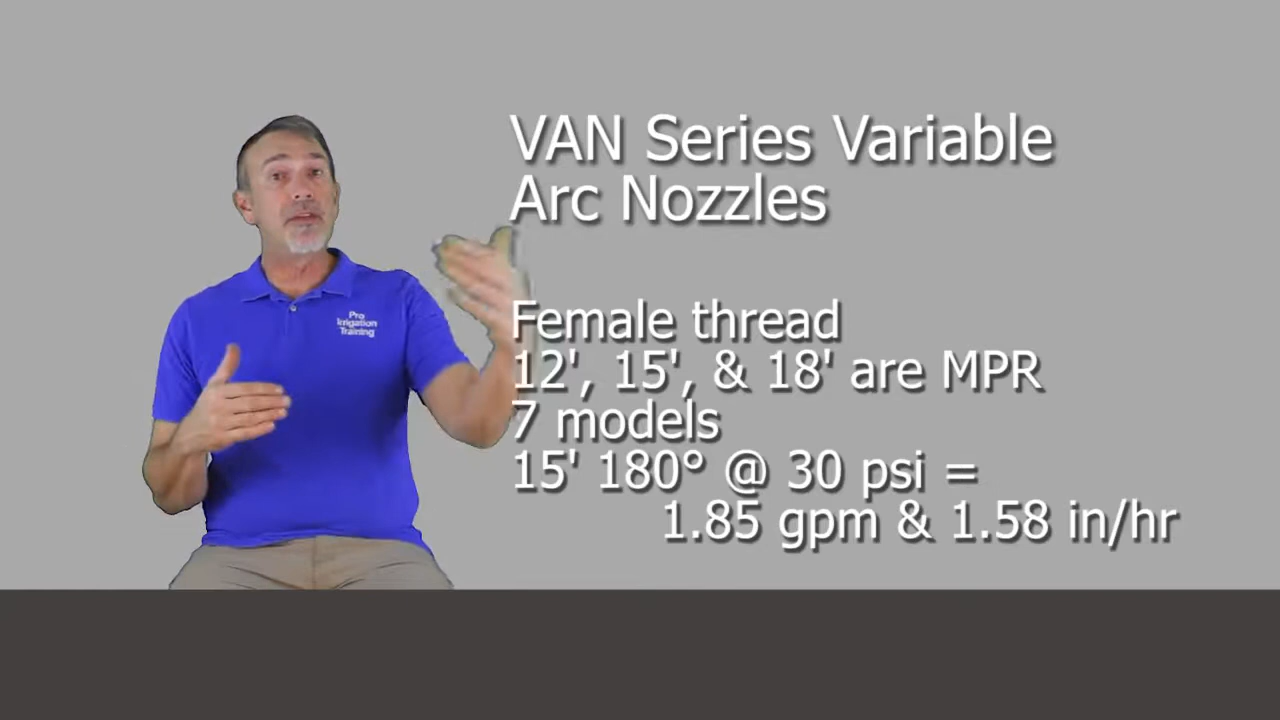 VAN Series Variable
Arc Nozzles
Pro
Irrigation
Training
Female thread
12', 15', & 18' are MPR
7 models
15' 180° @ 30 psi =
1.85 gpm & 1.58 in/hr